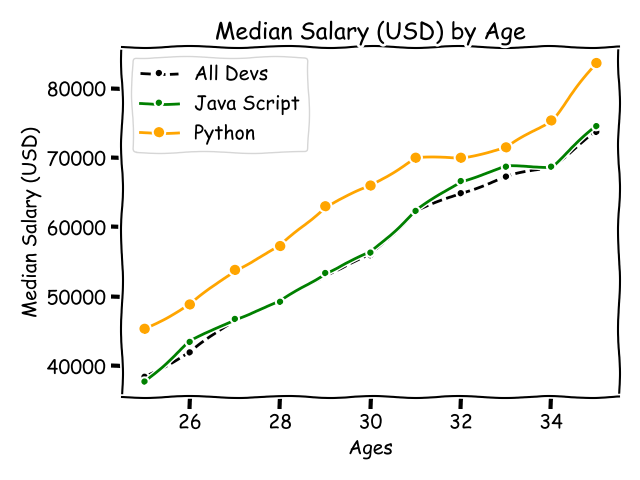 Median Salary (USD) by Age
All Devs
Java Script
Python
Median Salary (USD)
80000
70000
60000
50000
40000
26 28 30 32 34
Ages